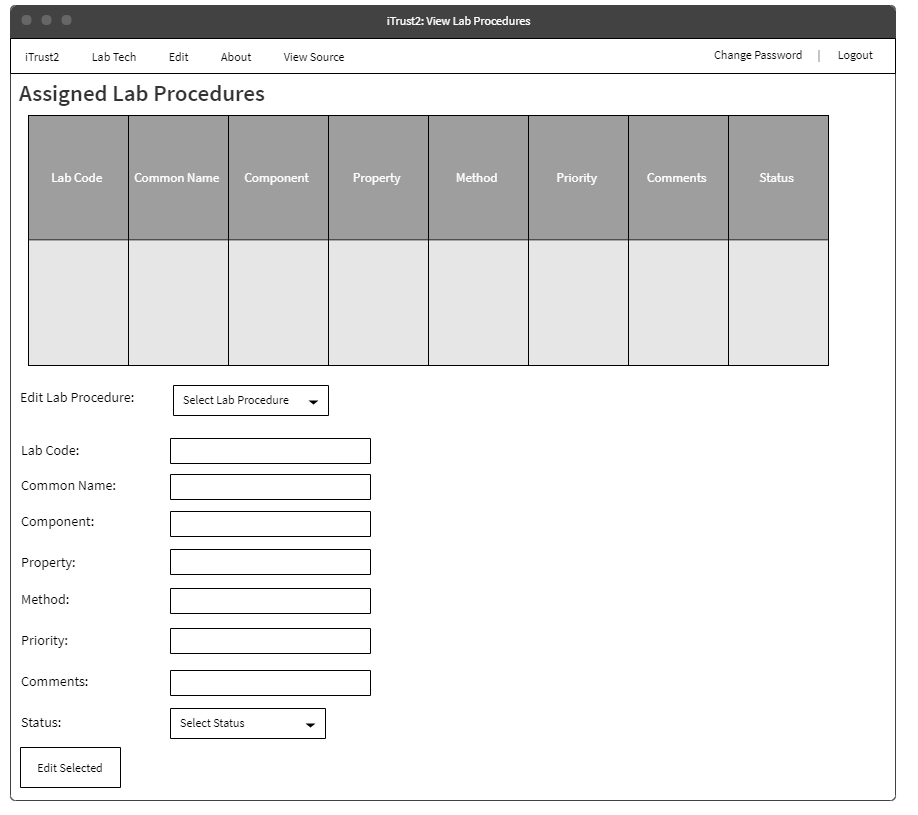 iTrust2: View Lab Procedures
iTrust2 Lab Tech Edit About View Source Change Password | Logout
Assigned Lab Procedures
Lab Code Common Name Component Property Method Priority Comments Status
Edit Lab Procedure: Select Lab Procedure
Lab Code:
Common Name:
Component:
Property:
Method:
Priority:
Comments:
Status: Select Status
Edit Selected